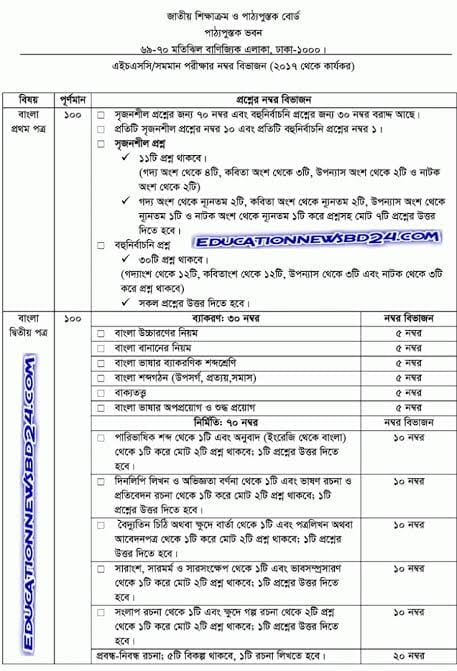 জাতীয় শিক্ষাক্রম ও পাঠ্যপুস্তক বোর্ড
পাঠ্যপুস্তক ভবন
৬৯-৭০ মতিঝিল বাণিজ্যিক এলাকা, ঢাকা-১০০০।
এইচএসসি/সমমান পরীক্ষার নম্বর বিভাজন (২০১৭ থেকে কার্যকর)
বিষয় পূর্ণমান প্রশ্নের নম্বর বিভাজন
বাংলা প্রথম পত্র ১০০
সৃজনশীল প্রশ্নের জন্য ৭০ নম্বর এবং বহুনির্বাচনি প্রশ্নের জন্য ৩০ নম্বর বরাদ্দ আছে।
প্রতিটি সৃজনশীল প্রশ্নের নম্বর ১০ এবং প্রতিটি বহুনির্বাচনি প্রশ্নের নম্বর ১।
সৃজনশীল প্রশ্ন
✓ ১১টি প্রশ্ন থাকবে।
(গদ্য অংশ থেকে ৪টি, কবিতা অংশ থেকে ৩টি, উপন্যাস অংশ থেকে ২টি ও নাটক
অংশ থেকে ২টি)
✓ গদ্য অংশ থেকে ন্যূনতম ২টি, কবিতা অংশ থেকে ন্যূনতম ২টি, উপন্যাস অংশ থেকে
ন্যূনতম ১টি ও নাটক অংশ থেকে ন্যূনতম ১টি করে প্রশ্নসহ মোট ৭টি প্রশ্নের উত্তর
দিতে হবে।
EDUCATIONNEWSBD24.COM
বহুনির্বাচনি প্রশ্ন
✓ ৩০টি প্রশ্ন থাকবে।
(গদ্যাংশ থেকে ১২টি, কবিতাংশ থেকে ১২টি, উপন্যাস থেকে ৩টি এবং নাটক থেকে ৩টি
করে প্রশ্ন থাকবে)
✓ সকল প্রশ্নের উত্তর দিতে হবে।
বাংলা দ্বিতীয় পত্র ১০০
EDUCATIONNEWSBD24.COM
ব্যাকরণ: ৩০ নম্বর নম্বর বিভাজন
বাংলা উচ্চারণের নিয়ম ৫ নম্বর
বাংলা বানানের নিয়ম ৫ নম্বর
বাংলা ভাষার ব্যাকরণিক শব্দশ্রেণি ৫ নম্বর
বাংলা শব্দগঠন (উপসর্গ, প্রত্যয়,সমাস) ৫ নম্বর
বাক্যতত্ত্ব ৫ নম্বর
বাংলা ভাষার অপপ্রয়োগ ও শুদ্ধ প্রয়োগ ৫ নম্বর
নির্মিতি: ৭০ নম্বর নম্বর বিভাজন
পারিভাষিক শব্দ থেকে ১টি এবং অনুবাদ (ইংরেজি থেকে বাংলা) ১০ নম্বর
থেকে ১টি করে মোট ২টি প্রশ্ন থাকবে; ১টি প্রশ্নের উত্তর দিতে
হবে।
দিনলিপি লিখন ও অভিজ্ঞতা বর্ণনা থেকে ১টি এবং ভাষণ রচনা ও ১০ নম্বর
প্রতিবেদন রচনা থেকে ১টি করে মোট ২টি প্রশ্ন থাকবে; ১টি
প্রশ্নের উত্তর দিতে হবে।
বৈদ্যুতিন চিঠি অথবা ক্ষুদে বার্তা থেকে ১টি এবং পত্রলিখন অথবা ১০ নম্বর
আবেদনপত্র থেকে ১টি করে মোট ২টি প্রশ্ন থাকবে; ১টি প্রশ্নের
উত্তর দিতে হবে।
সারাংশ, সারমর্ম ও সারসংক্ষেপ থেকে ১টি এবং ভাবসম্প্রসারণ ১০ নম্বর
থেকে ১টি করে মোট ২টি প্রশ্ন থাকবে; ১টি প্রশ্নের উত্তর দিতে
হবে।
সংলাপ রচনা থেকে ১টি এবং ক্ষুদে গল্প রচনা থেকে ২টি প্রশ্ন ১০ নম্বর
থেকে ১টি করে মোট ২টি প্রশ্ন থাকবে; ১টি প্রশ্নের উত্তর দিতে
হবে।
প্রবন্ধ-নিবন্ধ রচনা; ৫টি বিকল্প থাকবে, ১টি রচনা লিখতে হবে। ২০ নম্বর